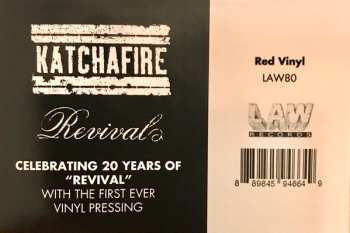 KATCHAFIRE
Revival
CELEBRATING 20 YEARS OF
"REVIVAL"
WITH THE FIRST EVER
VINYL PRESSING
Red Vinyl
LAW80
LAW
RECORDS
8 89845 94664 9